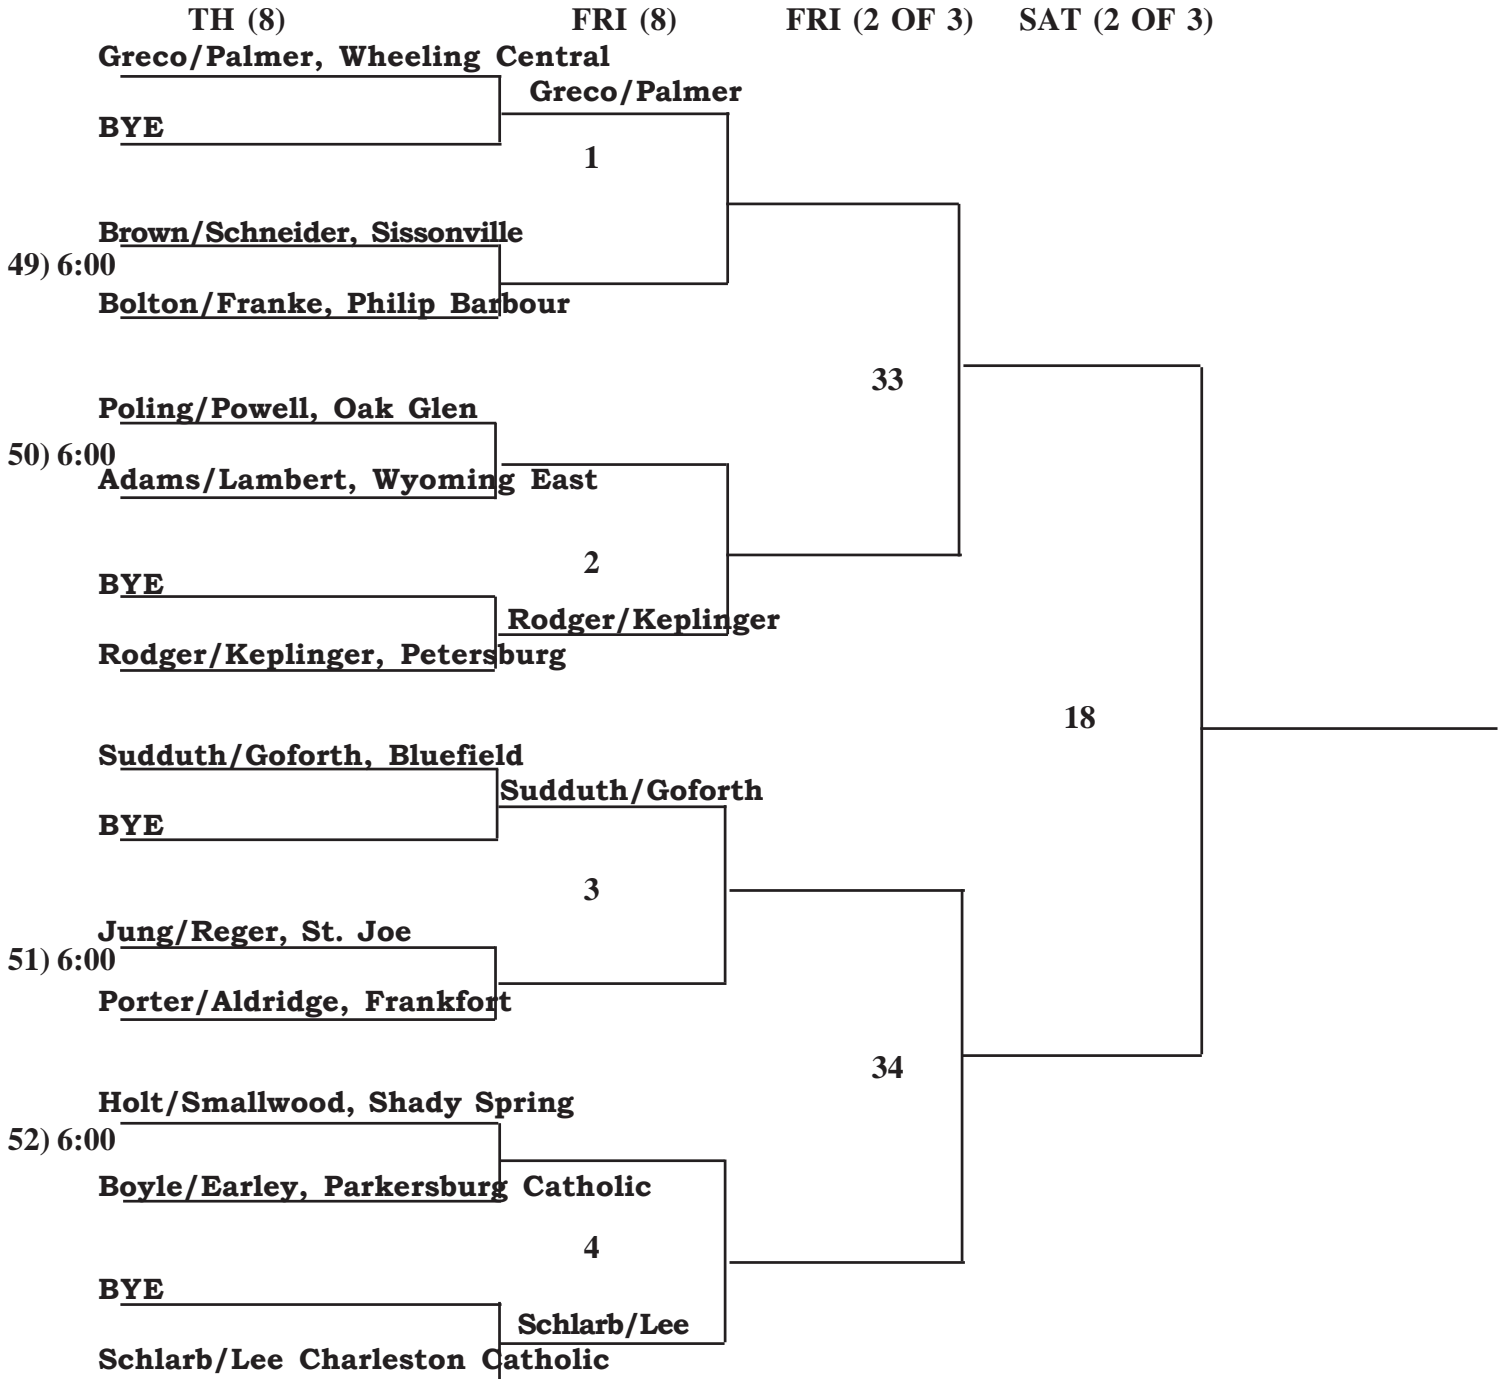 TH (8) FRI (8) FRI (2 OF 3) SAT (2 OF 3)
Greco/Palmer, Wheeling Central
Greco/Palmer
BYE
1
Brown/Schneider, Sissonville
49) 6:00
Bolton/Franke, Philip Barbour
33
Poling/Powell, Oak Glen
50) 6:00
Adams/Lambert, Wyoming East
2
BYE
Rodger/Keplinger
Rodger/Keplinger, Petersburg
18
Sudduth/Goforth, Bluefield
Sudduth/Goforth
BYE
3
Jung/Reger, St. Joe
51) 6:00
Porter/Aldridge, Frankfort
34
Holt/Smallwood, Shady Spring
52) 6:00
Boyle/Earley, Parkersburg Catholic
4
BYE
Schlarb/Lee
Schlarb/Lee Charleston Catholic